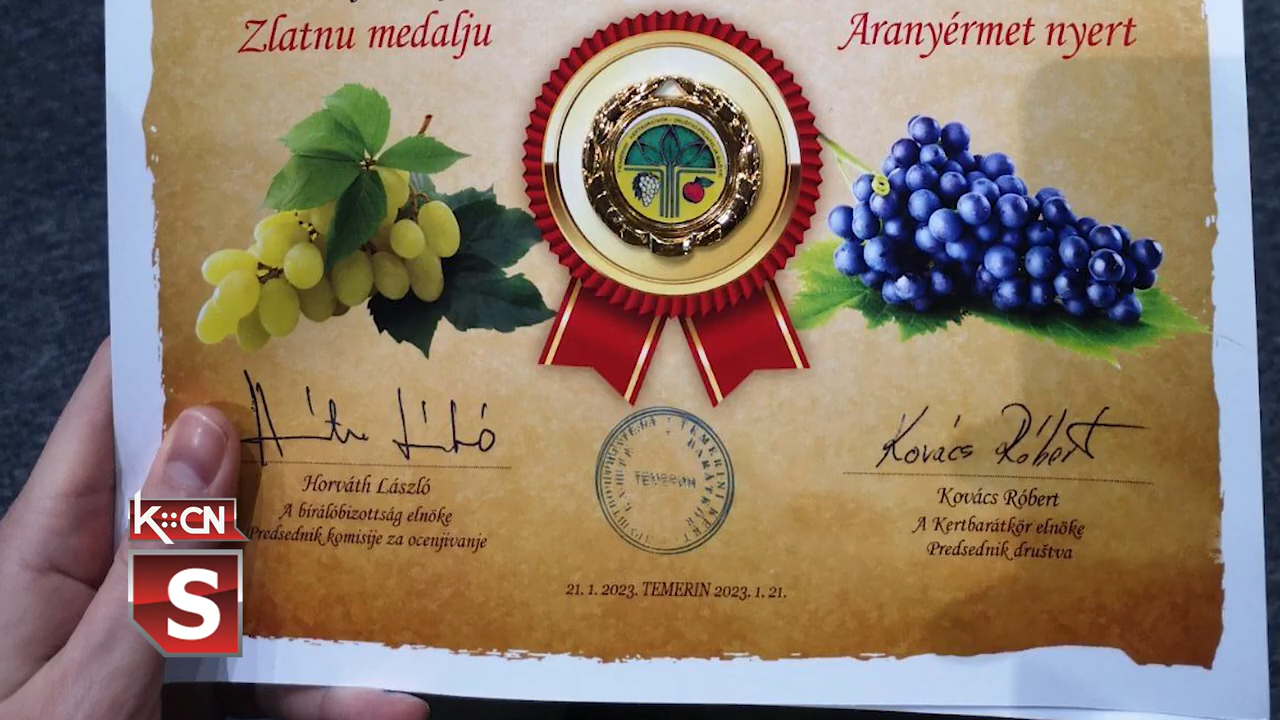 Zlatnu medalju
Aranyérmet nyert
Horváth László
A bírálóbizottság elnöke
Predsednik komisije za ocenjivanje
TEMERIN
Kovács Róbert
Kovács Róbert
A Kertbarátkör elnöke
Predsednik društva
21. 1. 2023. TEMERIN 2023. 1. 21.
K::CN
S